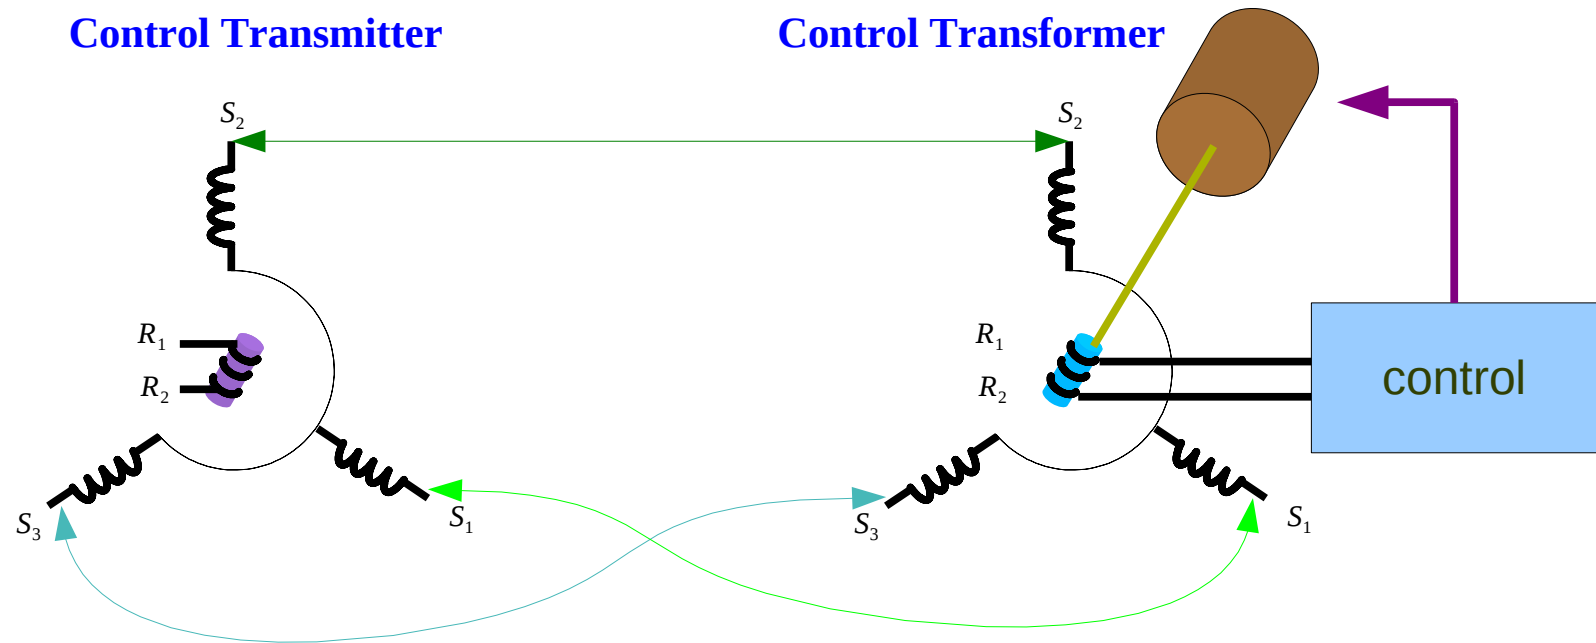 Control Transmitter
Control Transformer
S₂
S₂
R₁
R₂
R₁
R₂
control
S₃
S₁
S₃
S₁